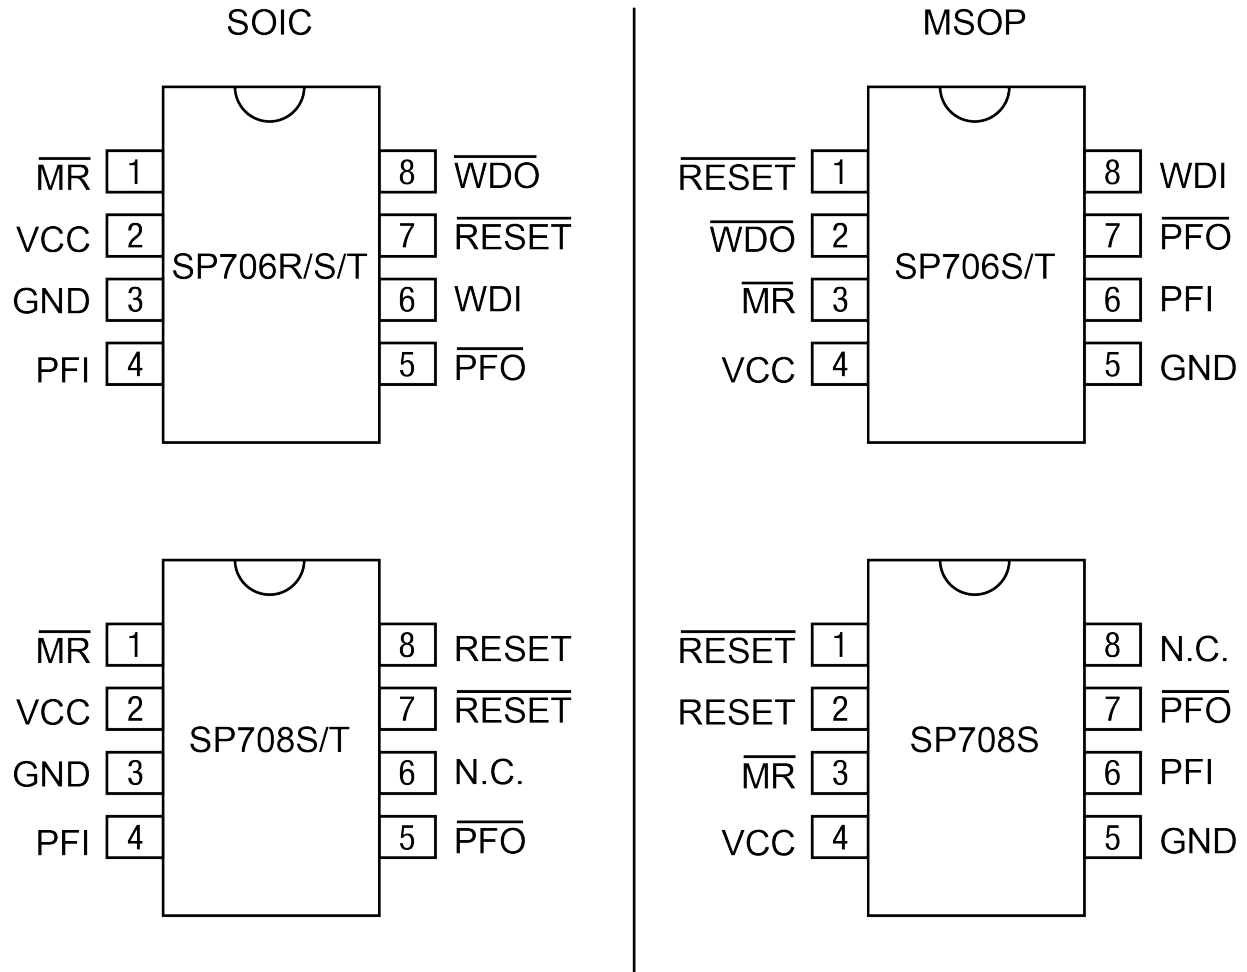 SOIC
MR 1 8 WDO
VCC 2 7 RESET
SP706R/S/T
GND 3 6 WDI
PFI 4 5 PFO
MR 1 8 RESET
VCC 2 7 RESET
SP708S/T
GND 3 6 N.C.
PFI 4 5 PFO
MSOP
RESET 1 8 WDI
WDO 2 7 PFO
SP706S/T
MR 3 6 PFI
VCC 4 5 GND
RESET 1 8 N.C.
RESET 2 7 PFO
SP708S
MR 3 6 PFI
VCC 4 5 GND